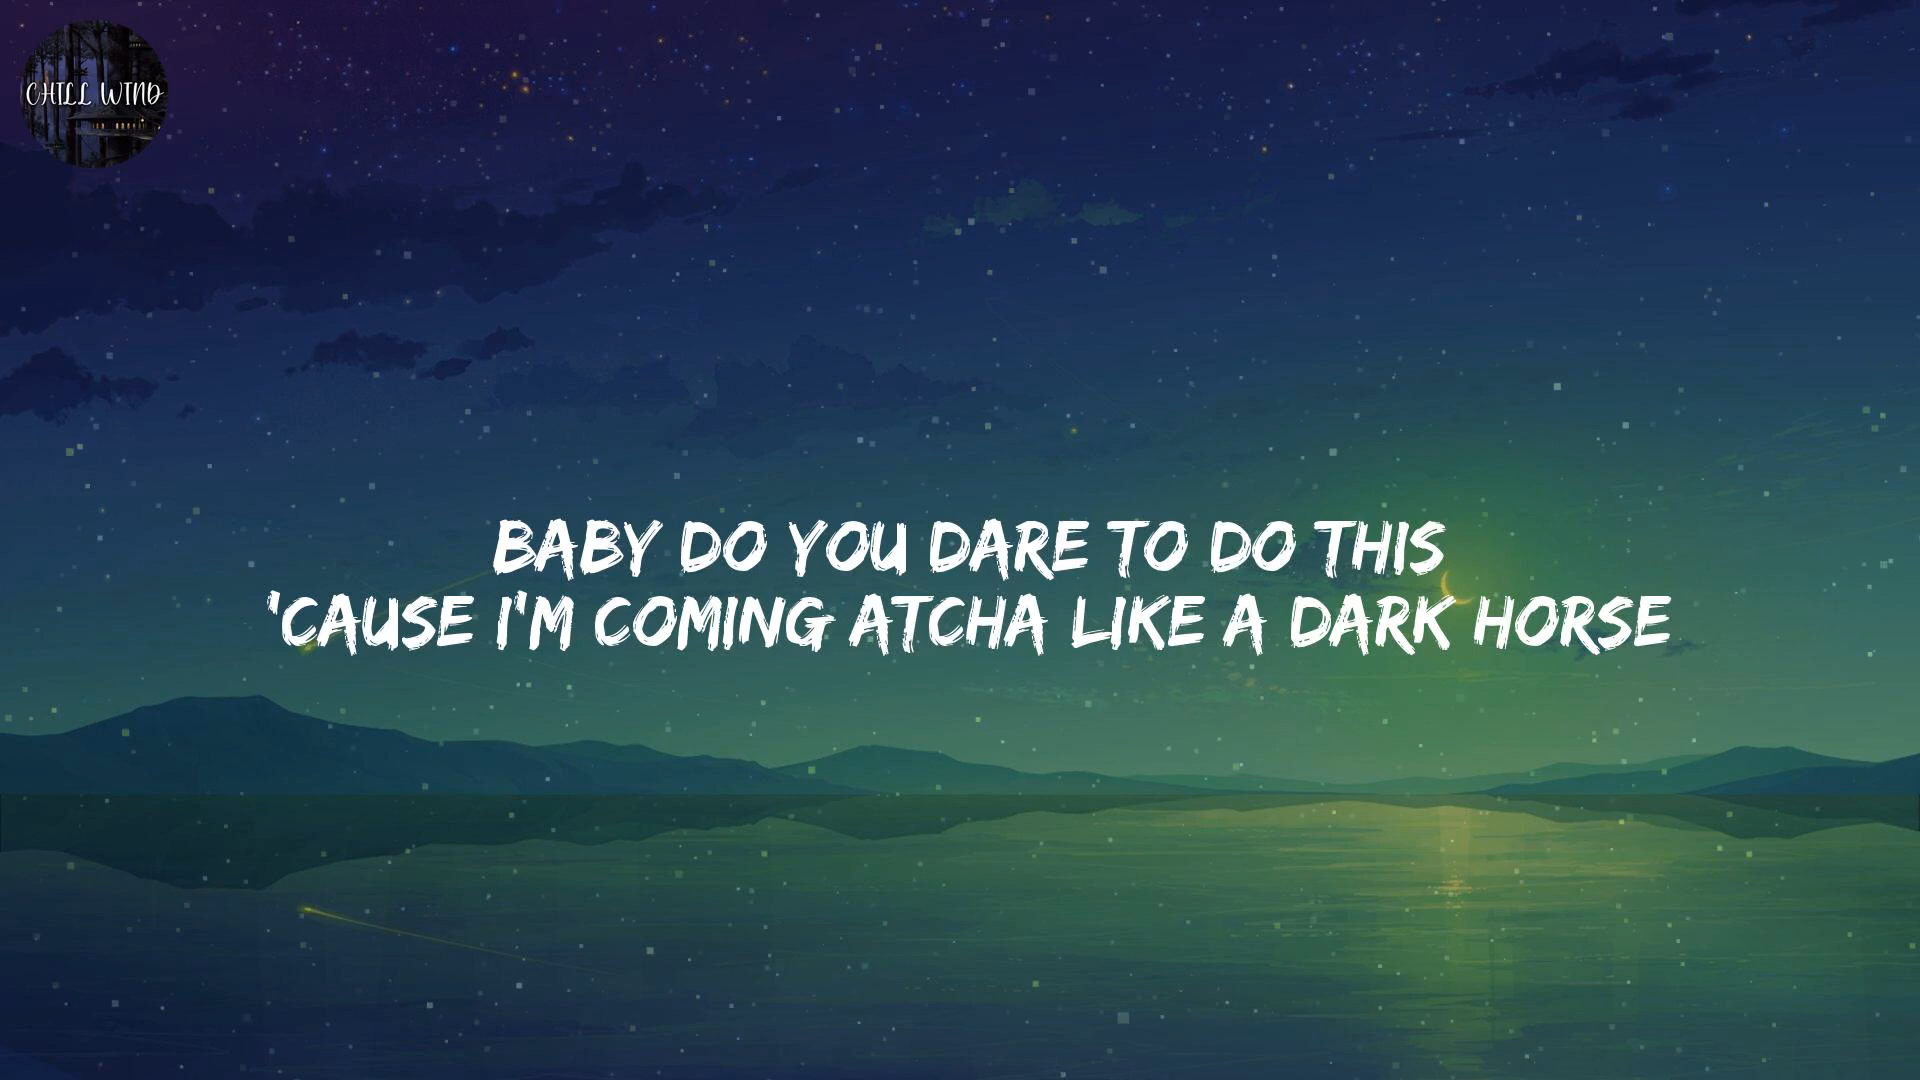 CHILL WIND
BABY DO YOU DARE TO DO THIS
'CAUSE I'M COMING ATCHA LIKE A DARK HORSE